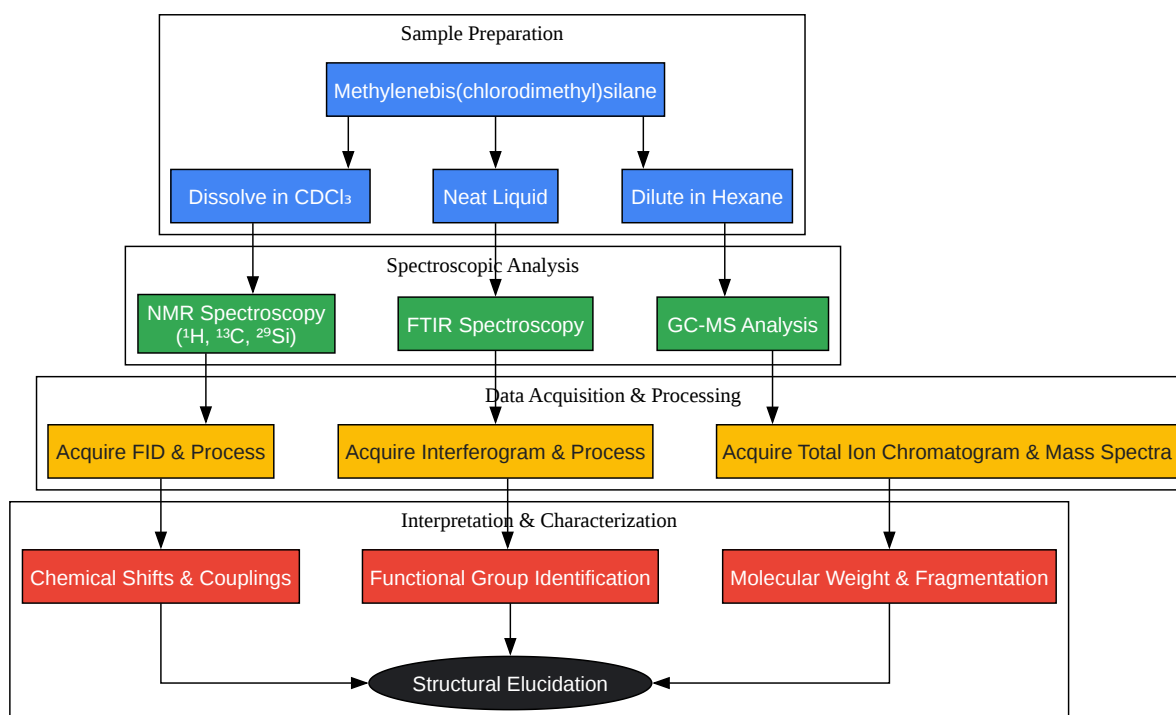 Sample Preparation
Methylenebis(chlorodimethyl)silane
Dissolve in CDCl₃
Neat Liquid
Dilute in Hexane
Spectroscopic Analysis
NMR Spectroscopy
(¹H, ¹³C, ²⁹Si)
FTIR Spectroscopy
GC-MS Analysis
Data Acquisition & Processing
Acquire FID & Process
Acquire Interferogram & Process
Acquire Total Ion Chromatogram & Mass Spectra
Interpretation & Characterization
Chemical Shifts & Couplings
Functional Group Identification
Molecular Weight & Fragmentation
Structural Elucidation